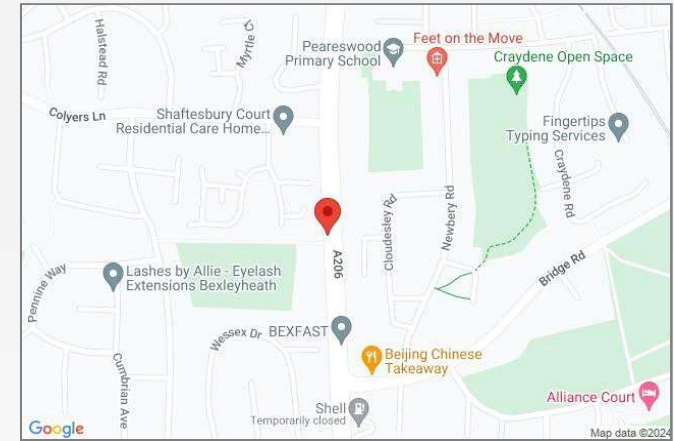 Halstead Rd
Myrtle Cr
Peareswood
Primary School
Feet on the Move
Craydene Open Space
Colyers Ln
Shaftesbury Court
Residential Care Home...
Fingertips
Typing Services
Craydene Rd
Cloudesley Rd
Newbery Rd
A206
Bridge Rd
Pennine Way
Lashes by Allie - Eyelash
Extensions Bexleyheath
Wessex Dr
BEXFAST
Beijing Chinese
Takeaway
Cumbrian Ave
Alliance Court
Shell
Temporarily closed
Google
Map data ©2024